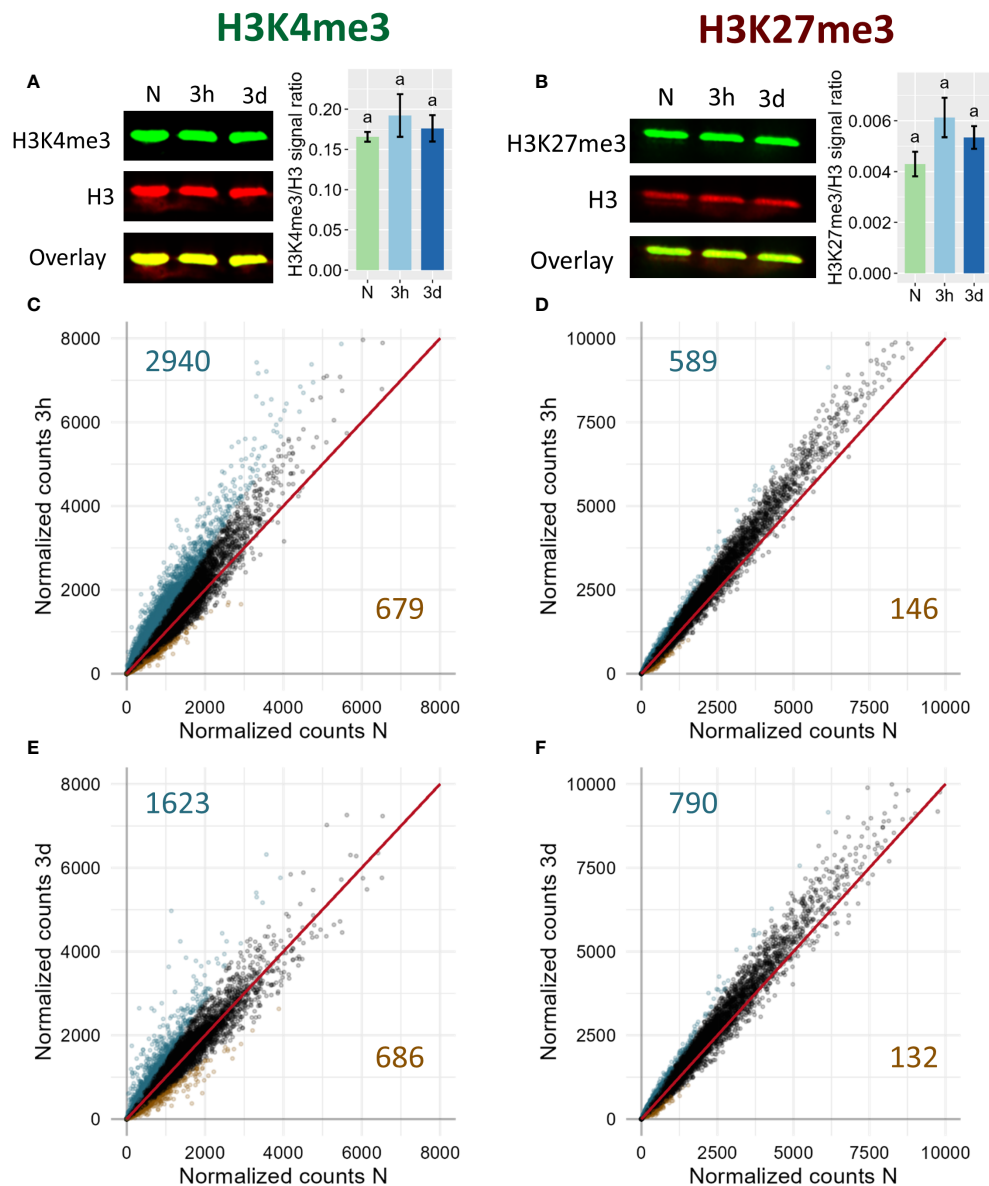 H3K4me3
H3K27me3
A
N 3h 3d
H3K4me3
H3
Overlay
H3K4me3/H3 signal ratio
0.20
0.15
0.10
0.05
0.00
a
a
a
N 3h 3d
B
N 3h 3d
H3K27me3
H3
Overlay
H3K27me3/H3 signal ratio
0.006
0.004
0.002
0.000
a
a
a
N 3h 3d
C
2940
679
Normalized counts 3h
8000
6000
4000
2000
0
0 2000 4000 6000 8000
Normalized counts N
D
589
146
Normalized counts 3h
10000
7500
5000
2500
0
0 2500 5000 7500 10000
Normalized counts N
E
1623
686
Normalized counts 3d
8000
6000
4000
2000
0
0 2000 4000 6000 8000
Normalized counts N
F
790
132
Normalized counts 3d
10000
7500
5000
2500
0
0 2500 5000 7500 10000
Normalized counts N